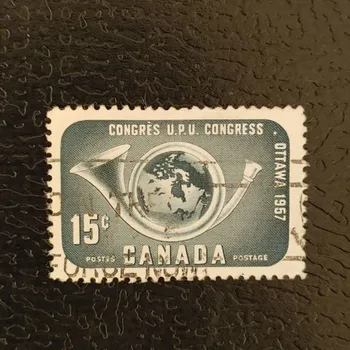 CONGRÈS U.P.U. CONGRESS
OTTAWA 1957
15¢
POSTES CANADA POSTAGE